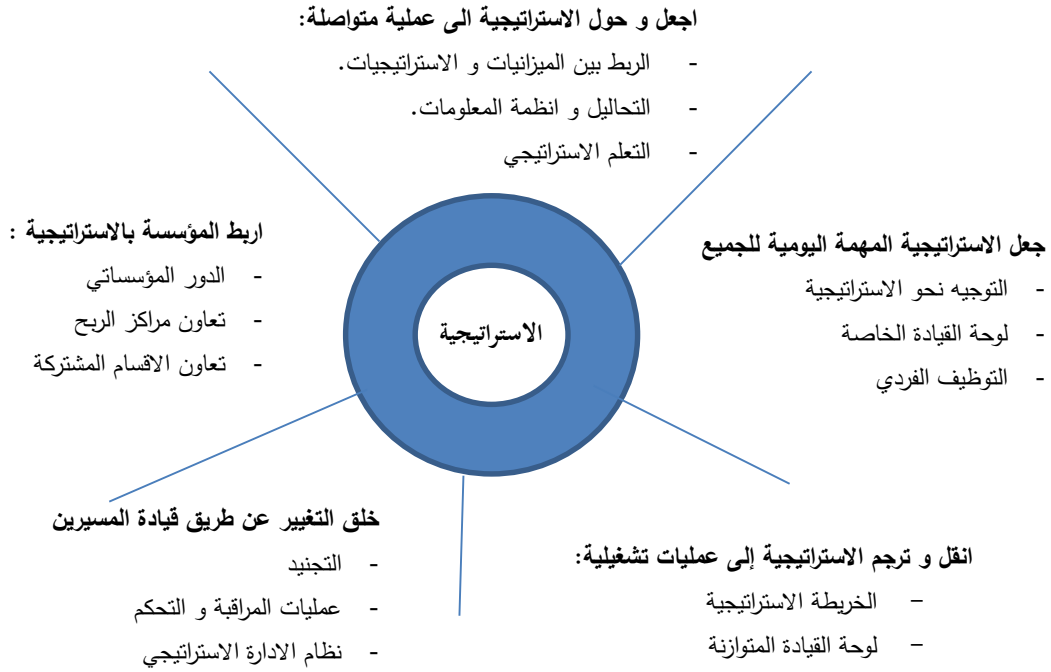 اجعل و حول الاستراتيجية الى عملية متواصلة:
- الربط بين الميزانيات و الاستراتيجيات.
- التحاليل و انظمة المعلومات.
- التعلم الاستراتيجي
جعل الاستراتيجية المهمة اليومية للجميع
- التوجيه نحو الاستراتيجية
- لوحة القيادة الخاصة
- التوظيف الفردي
اربط المؤسسة بالاستراتيجية :
- الدور المؤسساتي
- تعاون مراكز الربح
- تعاون الاقسام المشتركة
الاستراتيجية
انقل و ترجم الاستراتيجية إلى عمليات تشغيلية:
– الخريطة الاستراتيجية
– لوحة القيادة المتوازنة
خلق التغيير عن طريق قيادة المسيرين
- التجنيد
- عمليات المراقبة و التحكم
- نظام الادارة الاستراتيجي